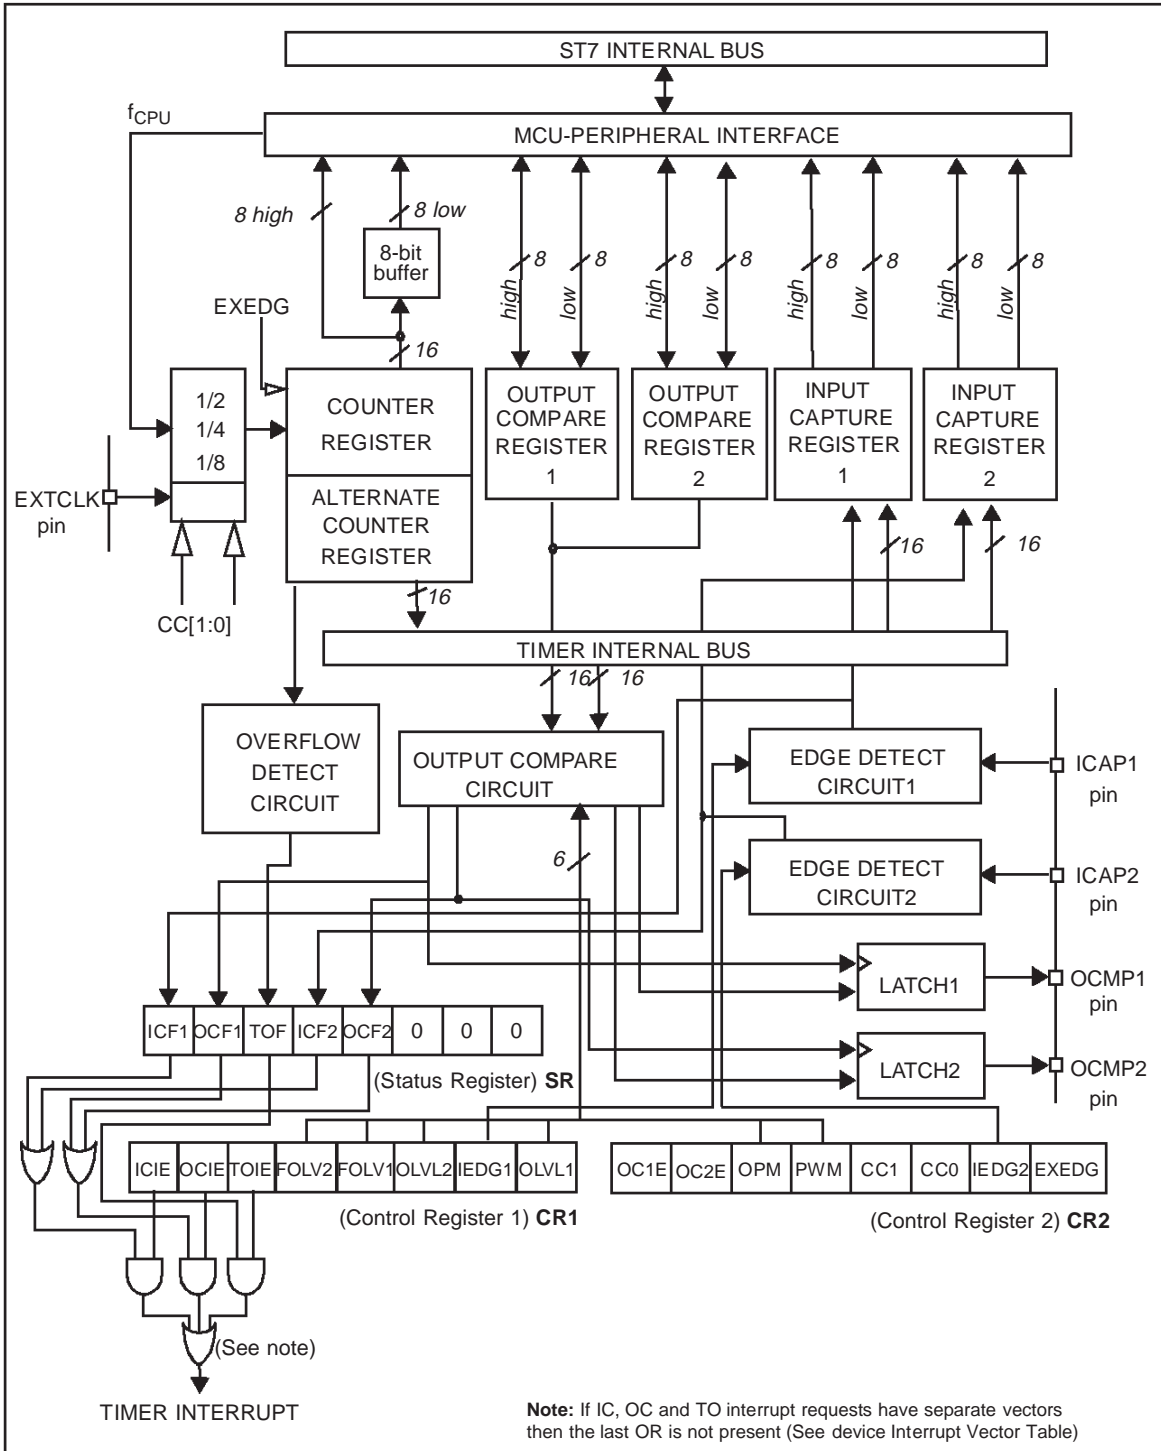 ST7 INTERNAL BUS
fCPU
MCU-PERIPHERAL INTERFACE
8 high
8 low
8-bit
buffer
8
8
8
8
8
8
8
8
high
low
high
low
high
low
high
low
EXEDG
16
1/2
1/4
1/8
COUNTER
REGISTER
ALTERNATE
COUNTER
REGISTER
OUTPUT
COMPARE
REGISTER
1
OUTPUT
COMPARE
REGISTER
2
INPUT
CAPTURE
REGISTER
1
INPUT
CAPTURE
REGISTER
2
EXTCLK
pin
CC[1:0]
16
16
16
TIMER INTERNAL BUS
16
16
OVERFLOW
DETECT
CIRCUIT
OUTPUT COMPARE
CIRCUIT
EDGE DETECT
CIRCUIT1
ICAP1
pin
6
EDGE DETECT
CIRCUIT2
ICAP2
pin
LATCH1
OCMP1
pin
LATCH2
OCMP2
pin
ICF1 OCF1 TOF ICF2 OCF2 0 0 0
(Status Register) SR
ICIE OCIE TOIE FOLV2 FOLV1 OLVL2 IEDG1 OLVL1
(Control Register 1) CR1
OC1E OC2E OPM PWM CC1 CC0 IEDG2 EXEDG
(Control Register 2) CR2
(See note)
TIMER INTERRUPT
Note: If IC, OC and TO interrupt requests have separate vectors
then the last OR is not present (See device Interrupt Vector Table)